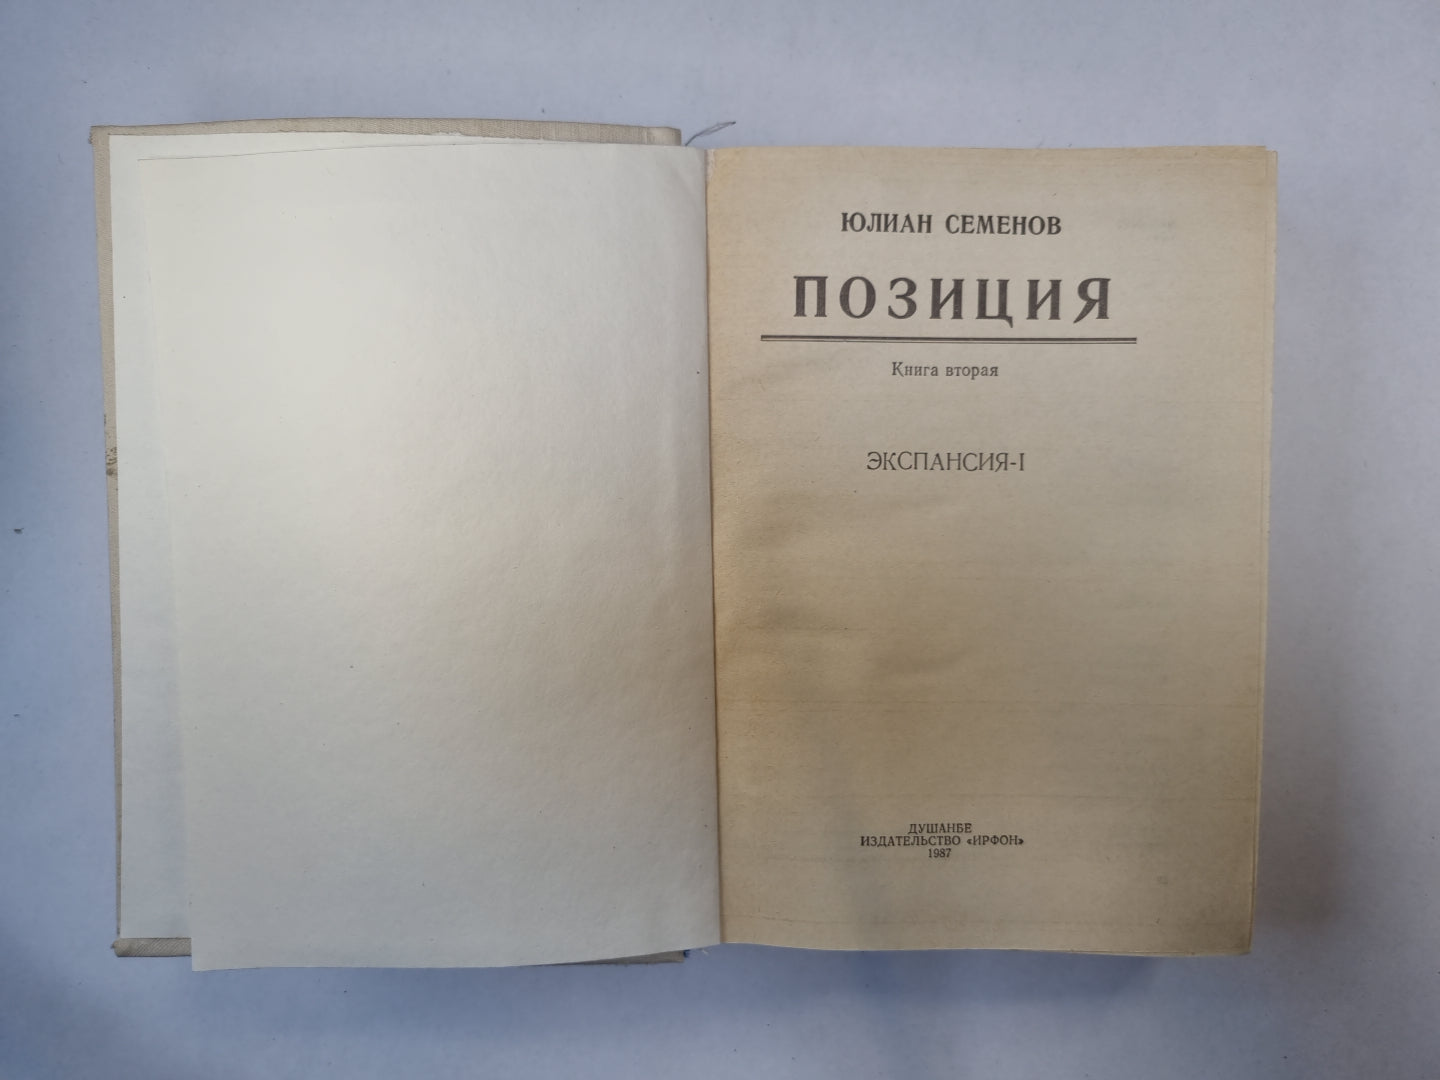 ЮЛИАН СЕМЕНОВ
ПОЗИЦИЯ
Книга вторая
ЭКСПАНСИЯ-I
ДУШАНБЕ
ИЗДАТЕЛЬСТВО «ИРФОН»
1987